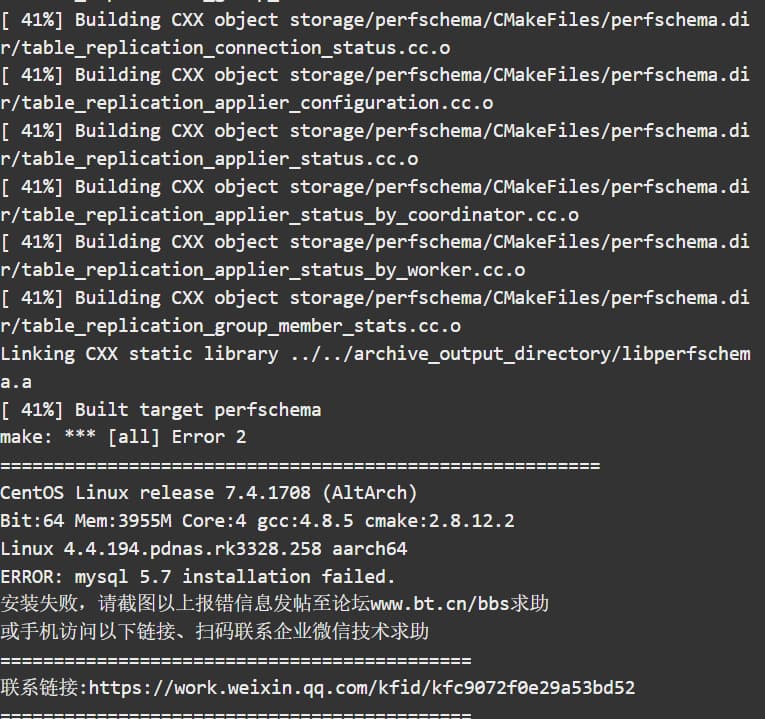 [ 41%] Building CXX object storage/perfschema/CMakeFiles/perfschema.di
r/table_replication_connection_status.cc.o
[ 41%] Building CXX object storage/perfschema/CMakeFiles/perfschema.di
r/table_replication_applier_configuration.cc.o
[ 41%] Building CXX object storage/perfschema/CMakeFiles/perfschema.di
r/table_replication_applier_status.cc.o
[ 41%] Building CXX object storage/perfschema/CMakeFiles/perfschema.di
r/table_replication_applier_status_by_coordinator.cc.o
[ 41%] Building CXX object storage/perfschema/CMakeFiles/perfschema.di
r/table_replication_applier_status_by_worker.cc.o
[ 41%] Building CXX object storage/perfschema/CMakeFiles/perfschema.di
r/table_replication_group_member_stats.cc.o
Linking CXX static library ../../archive_output_directory/libperfschem
a.a
[ 41%] Built target perfschema
make: *** [all] Error 2
========================================================
CentOS Linux release 7.4.1708 (AltArch)
Bit:64 Mem:3955M Core:4 gcc:4.8.5 cmake:2.8.12.2
Linux 4.4.194.pdnas.rk3328.258 aarch64
ERROR: mysql 5.7 installation failed.
安装失败，请截图以上报错信息发帖至论坛www.bt.cn/bbs求助
或手机访问以下链接、扫码联系企业微信技术求助
============================================
联系链接:https://work.weixin.qq.com/kfid/kfc9072f0e29a53bd52
============================================